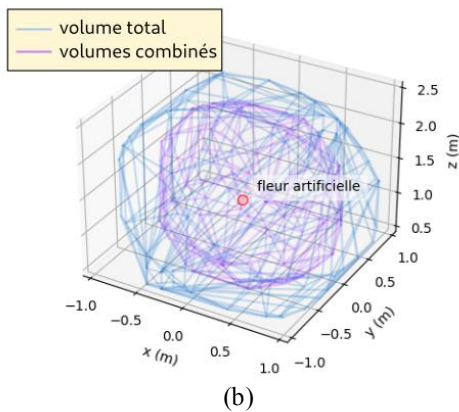 volume total
volumes combinés
fleur artificielle
2.5
2.0
1.5
1.0
0.5
z (m)
−1.0
−0.5
0.0
0.5
1.0
x (m)
−1.0
−0.5
0.0
0.5
1.0
y (m)
(b)